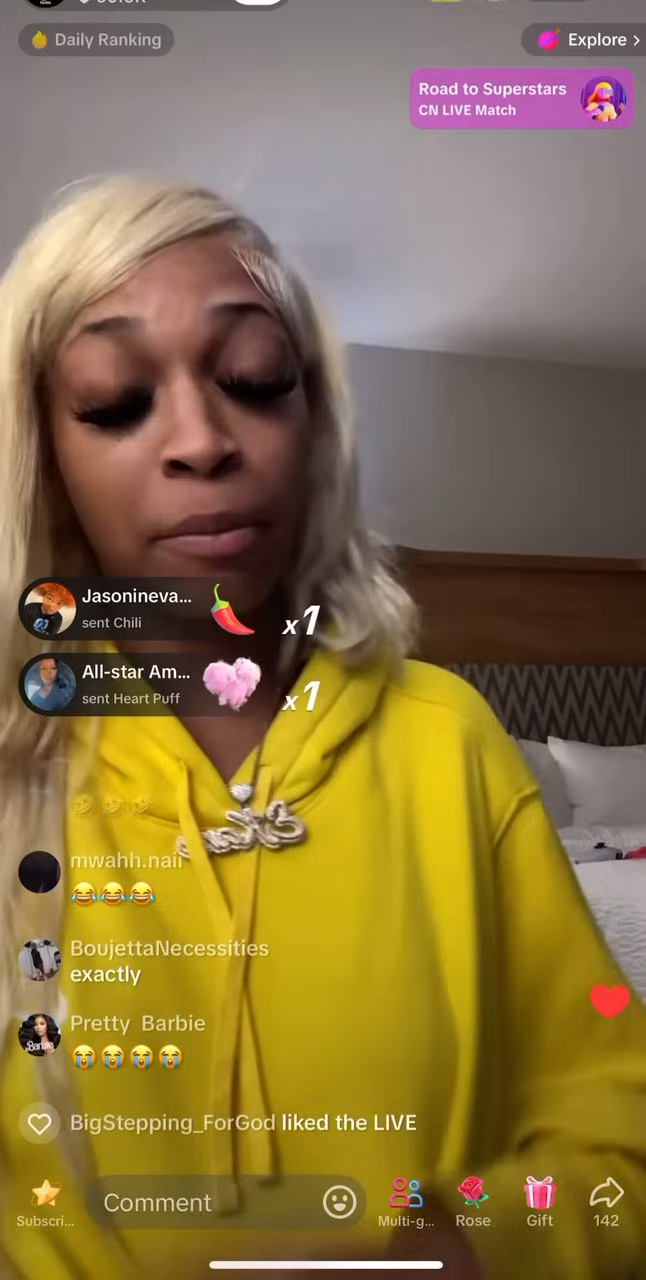 Daily Ranking
Explore >
Road to Superstars
CN LIVE Match
Jasonineva...
sent Chili
x1
All-star Am...
sent Heart Puff
x1
mwahh.naii
😂😂😂
BoujettaNecessities
exactly
Pretty Barbie
😭😭😭😭
BigStepping_ForGod liked the LIVE
Comment
Subscri...
Multi-g...
Rose
Gift
142